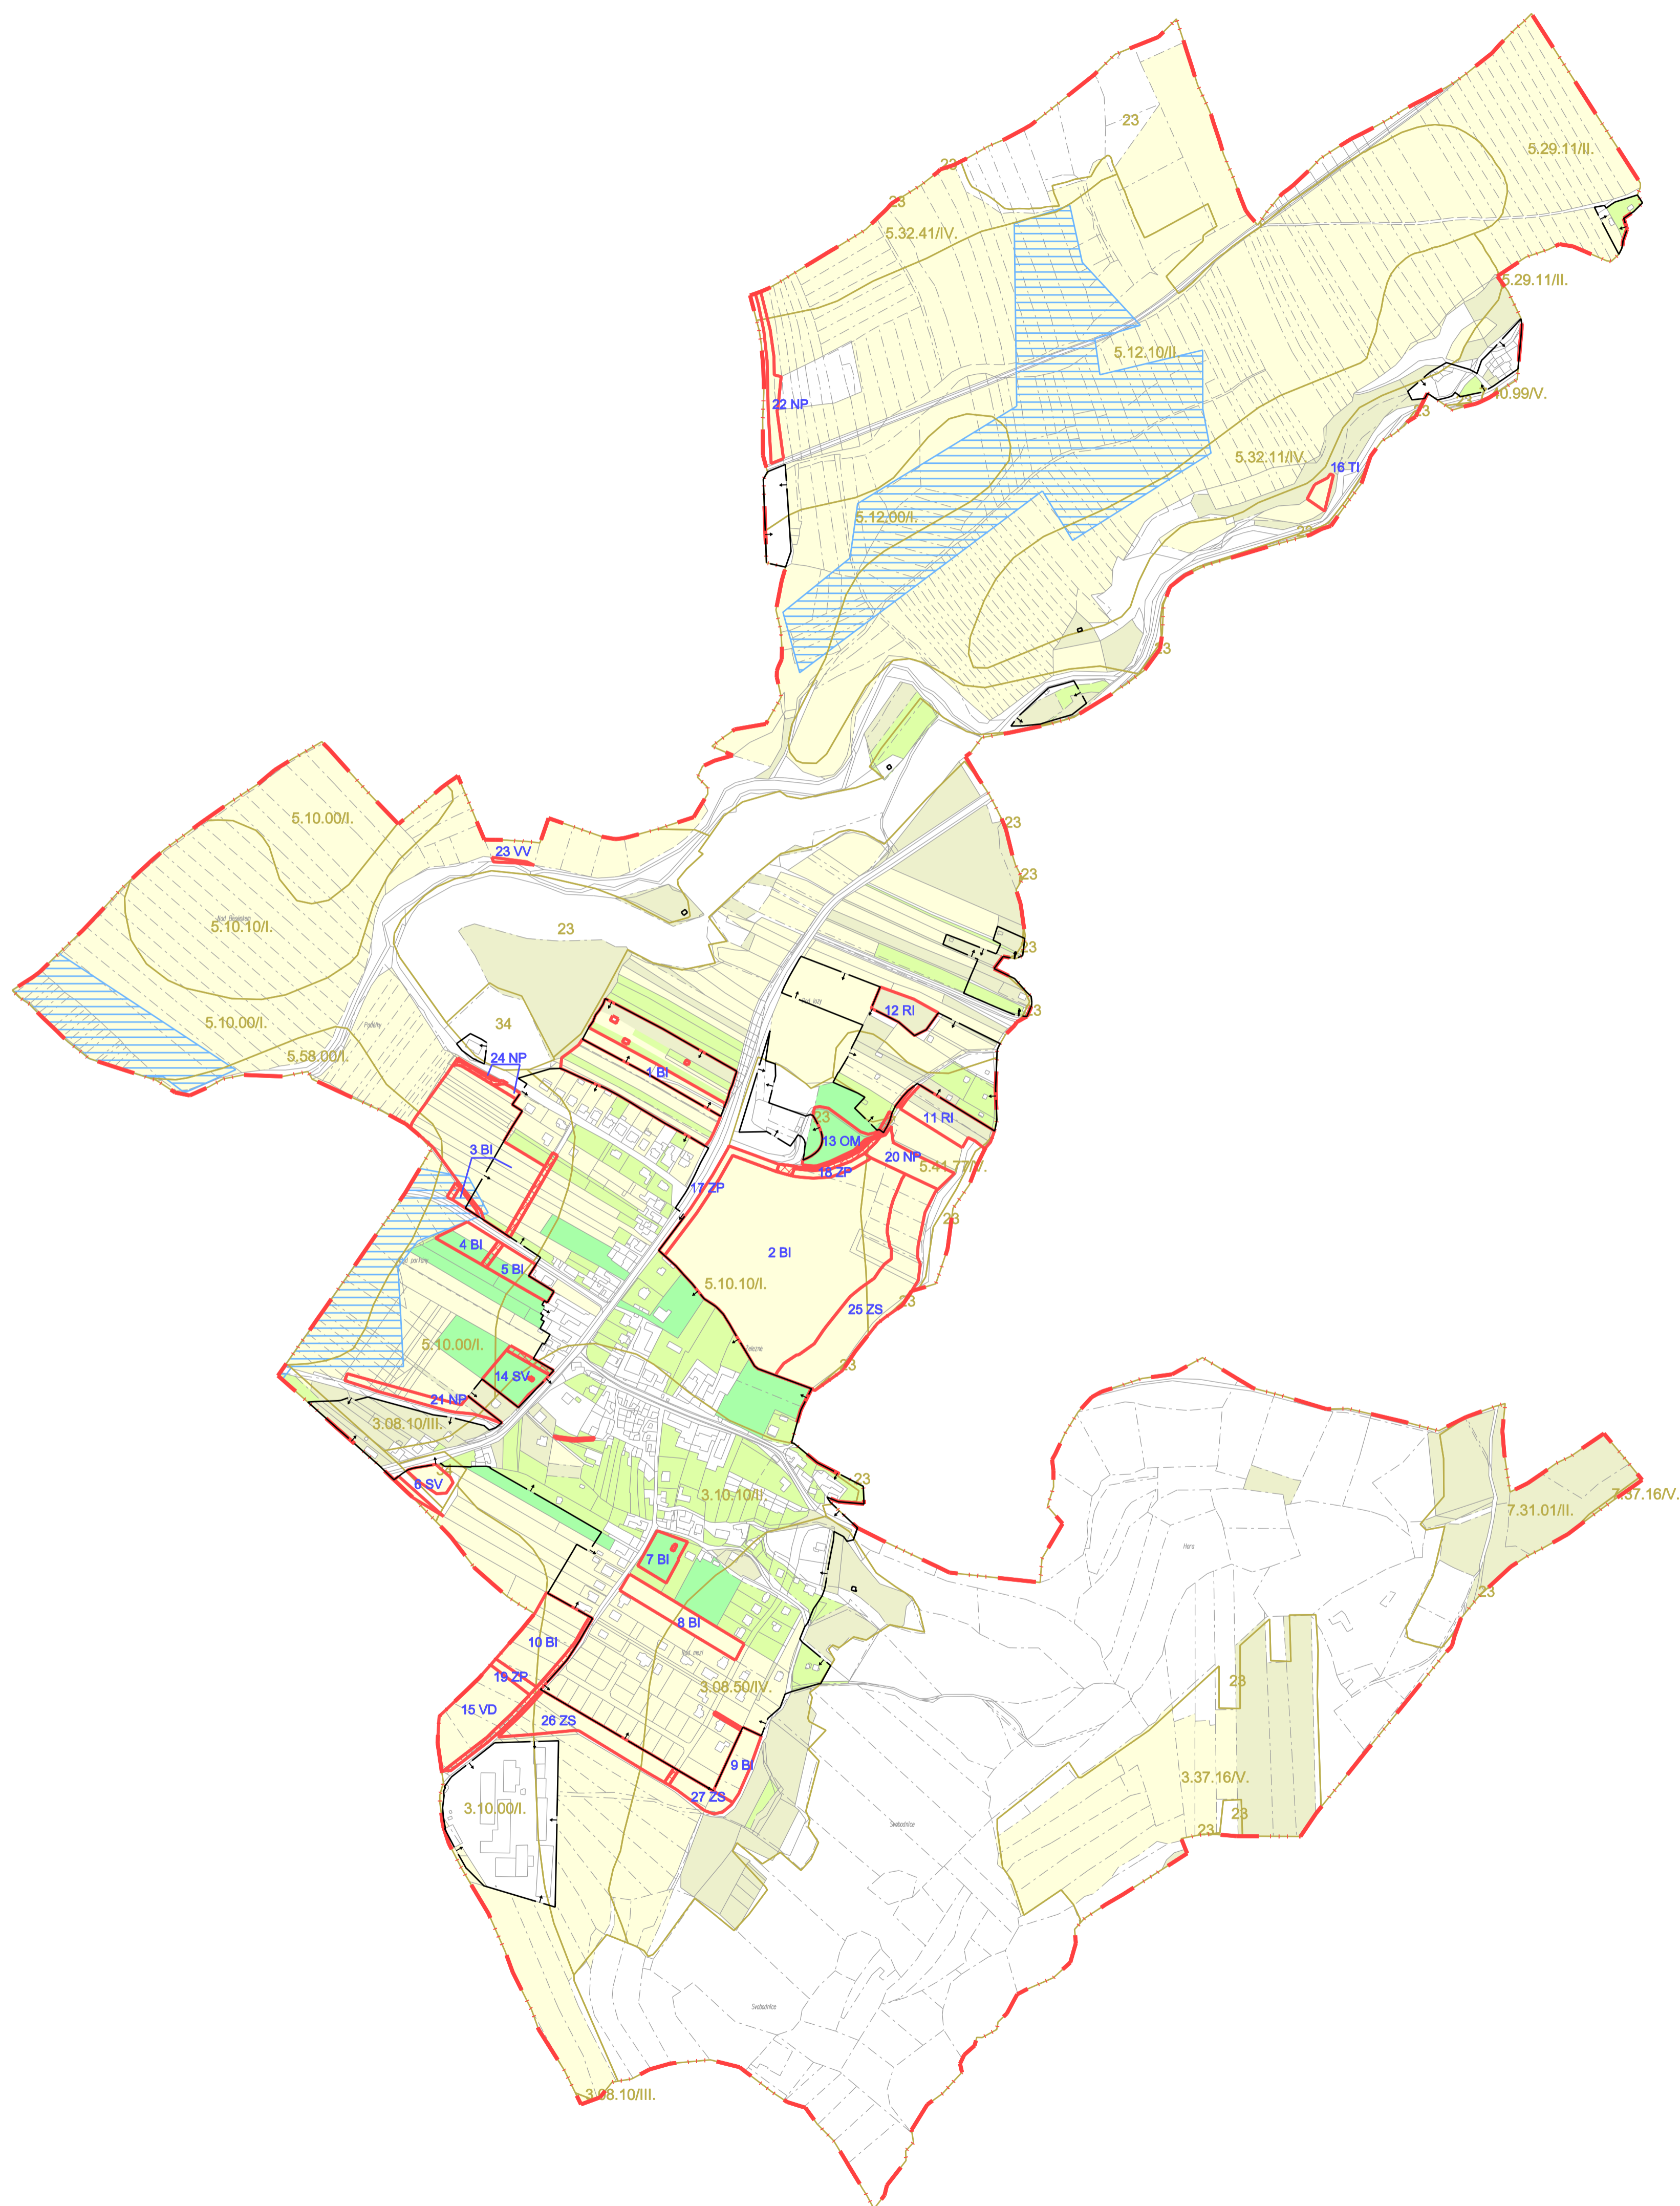 23
5.29.11/II.
23
23
5.32.41/IV.
5.29.11/II.
5.12.10/II.
22 NP
23
23
5.32.11/IV.
16 TI
5.12.00/I.
23
23
5.10.00/I.
23
23 VV
23
5.10.10/I.
23
23
5.10.00/I.
34
12 RI
23
5.58.00/I.
24 NP
1 BI
23
11 RI
13 OM
3 BI
20 NP
5.41.77/V.
18 ZP
17 ZP
23
4 BI
2 BI
5 BI
5.10.10/I.
23
25 ZS
5.10.00/I.
Železné
23
14 SV
21 NP
3.08.10/III.
34
6 SV
23
3.10.10/II.
7.37.16/V.
7.31.01/II.
Hora
7 BI
23
8 BI
10 BI
19 ZP
3.08.50/IV.
23
15 VD
26 ZS
9 BI
3.37.16/V.
27 ZS
3.10.00/I.
23
23
Svobodnice
Svobodnice
3.08.10/III.